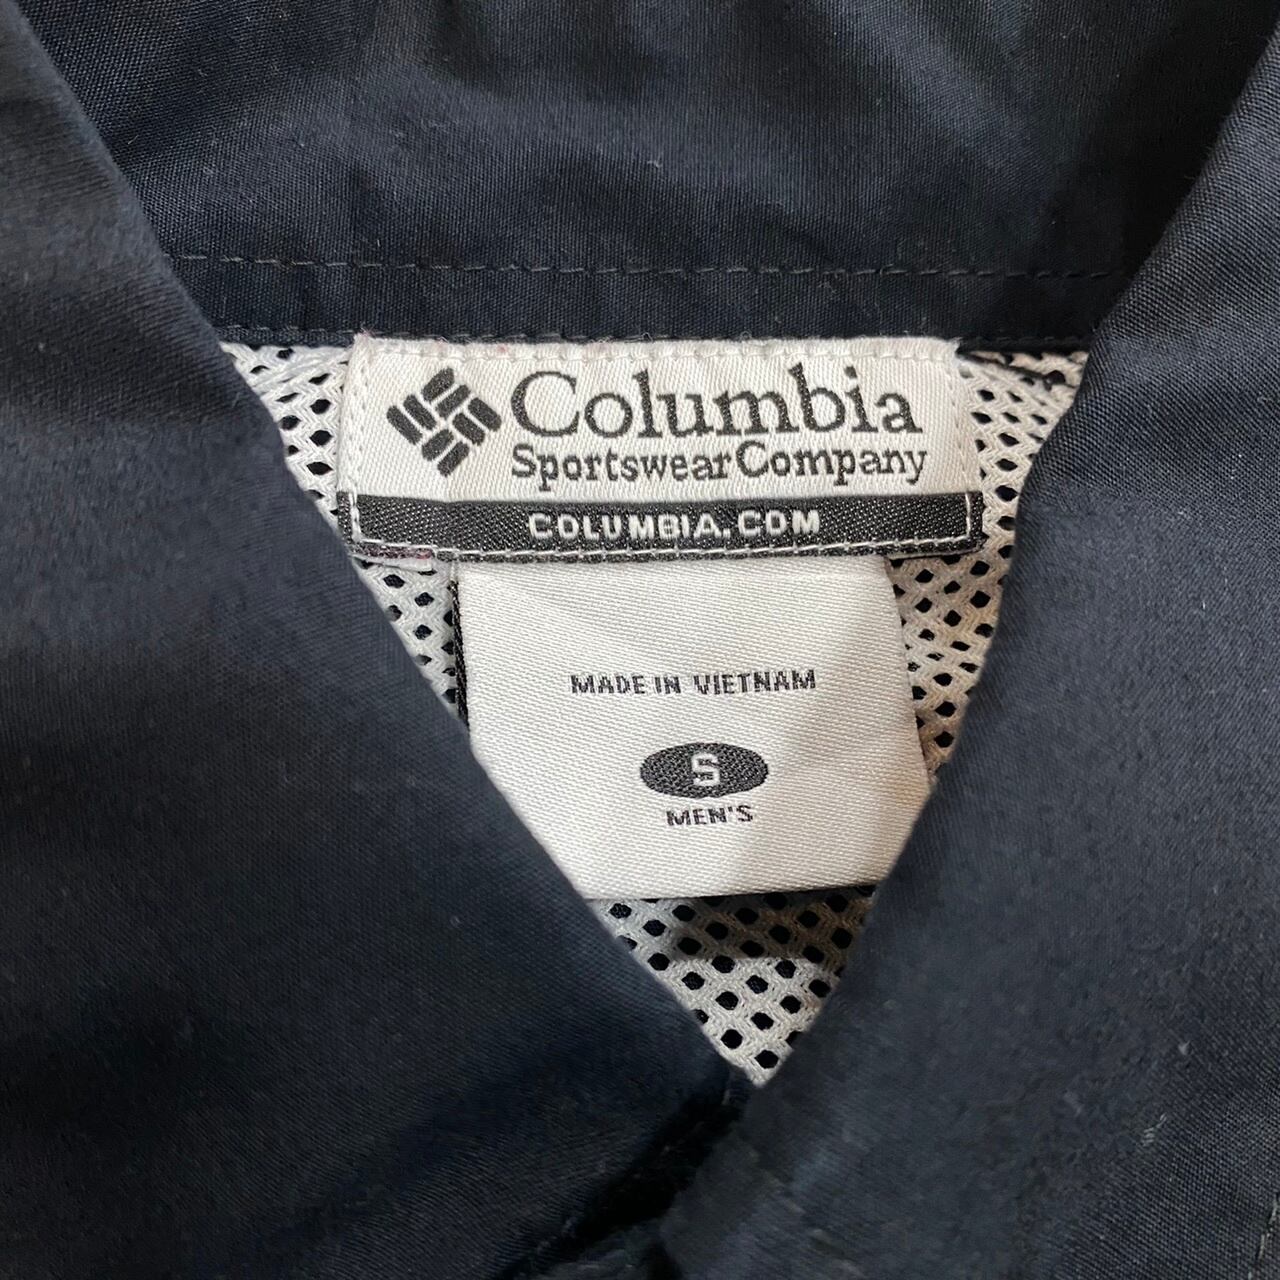 Columbia
Sportswear Company
COLUMBIA.COM
MADE IN VIETNAM
S
MEN'S